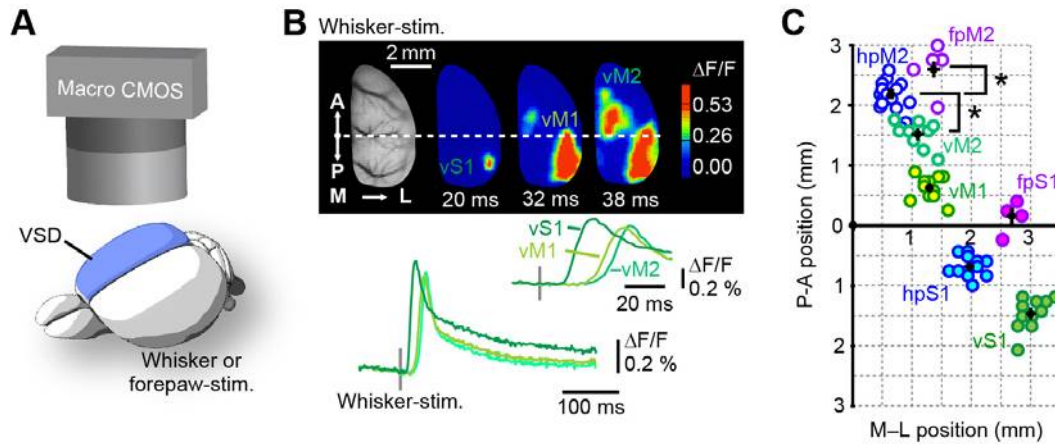 A
Macro CMOS
VSD
Whisker or
forepaw-stim.
B
Whisker-stim.
2 mm
A
P
M → L
vS1
vM1
vM2
20 ms
32 ms
38 ms
ΔF/F
0.53
0.26
0.00
vS1
vM1
vM2
ΔF/F
0.2 %
20 ms
ΔF/F
0.2 %
Whisker-stim.
100 ms
C
P-A position (mm)
3
2
1
0
1
2
3
1
2
3
hpM2
fpM2
*
*
vM2
vM1
fpS1
hpS1
vS1
M–L position (mm)